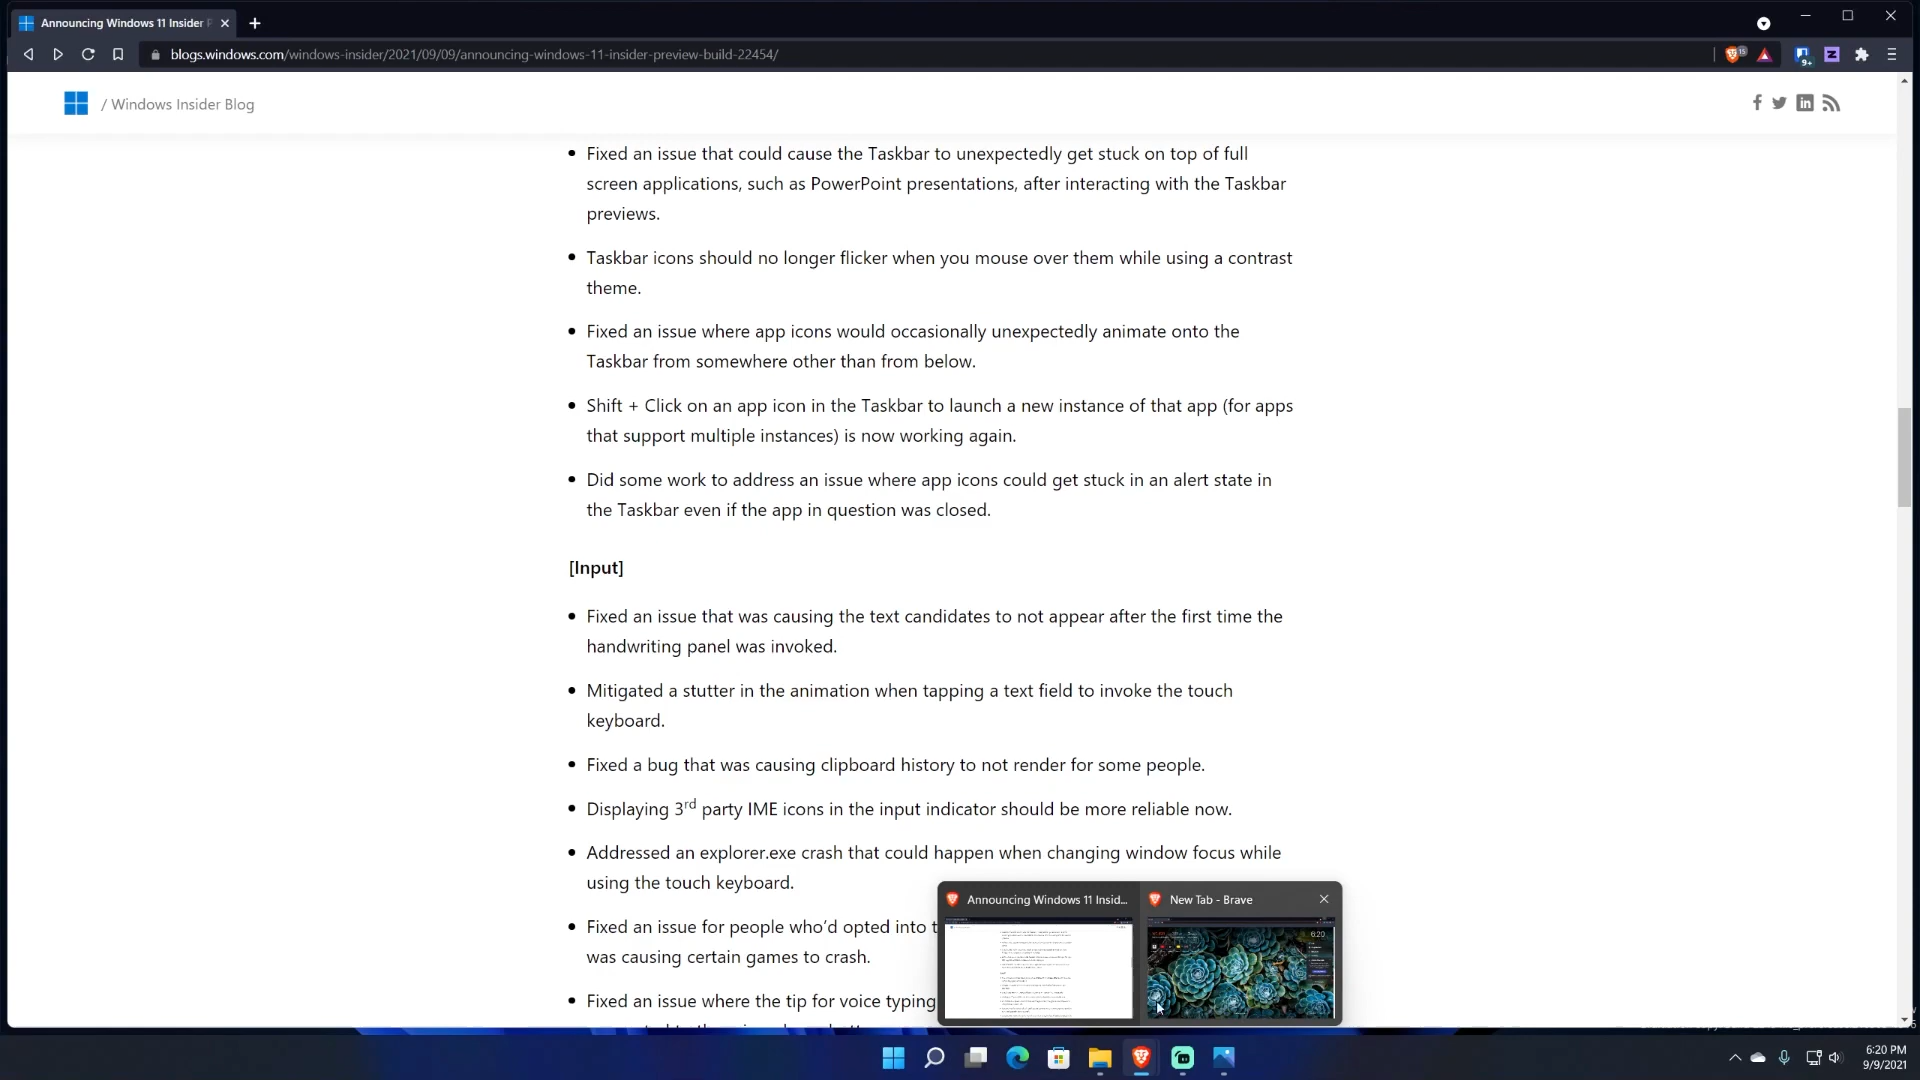 Announcing Windows 11 Insider P
blogs.windows.com/windows-insider/2021/09/09/announcing-windows-11-insider-preview-build-22454/
15
9+
/ Windows Insider Blog
• Fixed an issue that could cause the Taskbar to unexpectedly get stuck on top of full
screen applications, such as PowerPoint presentations, after interacting with the Taskbar
previews.
• Taskbar icons should no longer flicker when you mouse over them while using a contrast
theme.
• Fixed an issue where app icons would occasionally unexpectedly animate onto the
Taskbar from somewhere other than from below.
• Shift + Click on an app icon in the Taskbar to launch a new instance of that app (for apps
that support multiple instances) is now working again.
• Did some work to address an issue where app icons could get stuck in an alert state in
the Taskbar even if the app in question was closed.
[Input]
• Fixed an issue that was causing the text candidates to not appear after the first time the
handwriting panel was invoked.
• Mitigated a stutter in the animation when tapping a text field to invoke the touch
keyboard.
• Fixed a bug that was causing clipboard history to not render for some people.
• Displaying 3rd party IME icons in the input indicator should be more reliable now.
• Addressed an explorer.exe crash that could happen when changing window focus while
using the touch keyboard.
• Fixed an issue for people who'd opted into t
was causing certain games to crash.
• Fixed an issue where the tip for voice typing
Announcing Windows 11 Insid...
New Tab - Brave
6:20
6:20 PM
9/9/2021